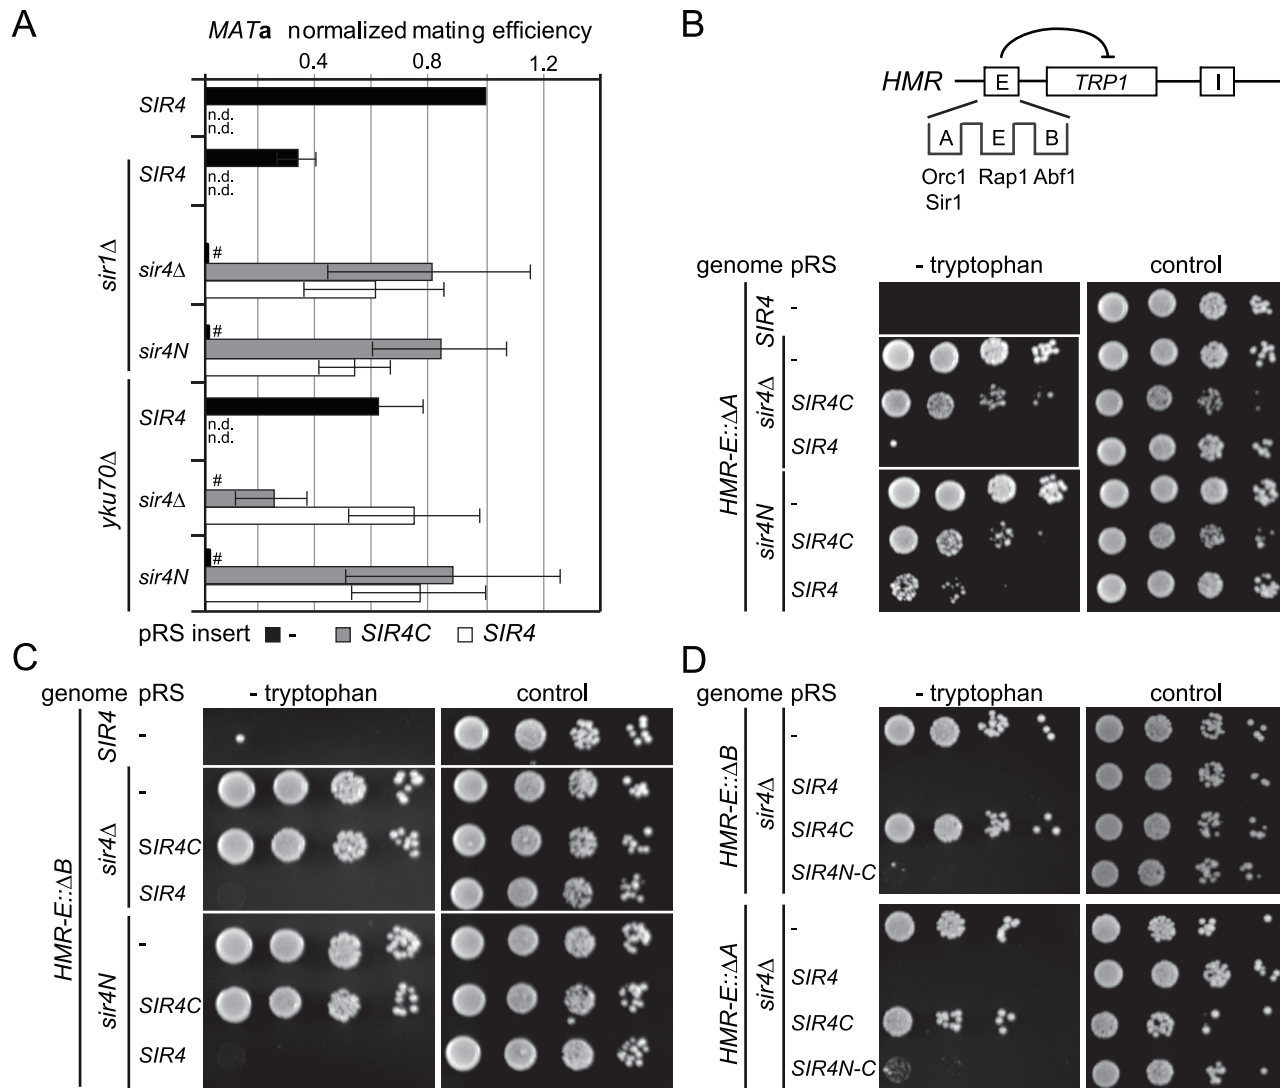 A
MATa normalized mating efficiency
0.4 0.8 1.2
SIR4
n.d.
n.d.
SIR4
n.d.
n.d.
sir1Δ
#
sir4Δ
#
sir4N
SIR4
n.d.
n.d.
yku70Δ
#
sir4Δ
#
sir4N
pRS insert - SIR4C SIR4
B
HMR E TRP1 I
A E B
Orc1 Rap1 Abf1
Sir1
genome pRS - tryptophan control
HMR-E::ΔA
SIR4 -
sir4Δ -
SIR4C
SIR4
sir4N -
SIR4C
SIR4
C
genome pRS - tryptophan control
HMR-E::ΔB
SIR4 -
sir4Δ -
SIR4C
SIR4
sir4N -
SIR4C
SIR4
D
genome pRS - tryptophan control
HMR-E::ΔB
sir4Δ -
SIR4
SIR4C
SIR4N-C
HMR-E::ΔA
sir4Δ -
SIR4
SIR4C
SIR4N-C